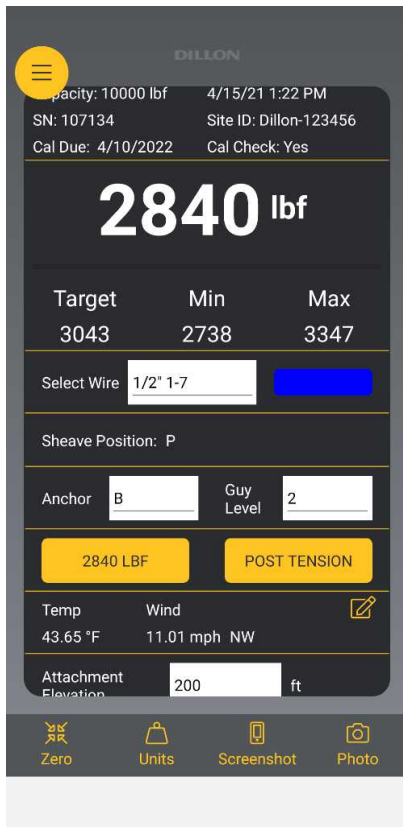 DILLON
Capacity: 10000 lbf 4/15/21 1:22 PM
SN: 107134 Site ID: Dillon-123456
Cal Due: 4/10/2022 Cal Check: Yes
2840 lbf
Target Min Max
3043 2738 3347
Select Wire 1/2" 1-7
Sheave Position: P
Anchor B Guy Level 2
2840 LBF POST TENSION
Temp Wind
43.65 °F 11.01 mph NW
Attachment Elevation 200 ft
Zero Units Screenshot Photo